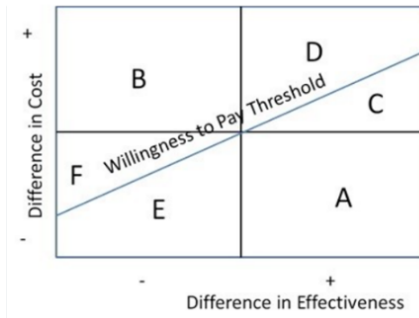 +
D
B
C
Willingness to Pay Threshold
Difference in Cost
F
E
A
-
- +
Difference in Effectiveness